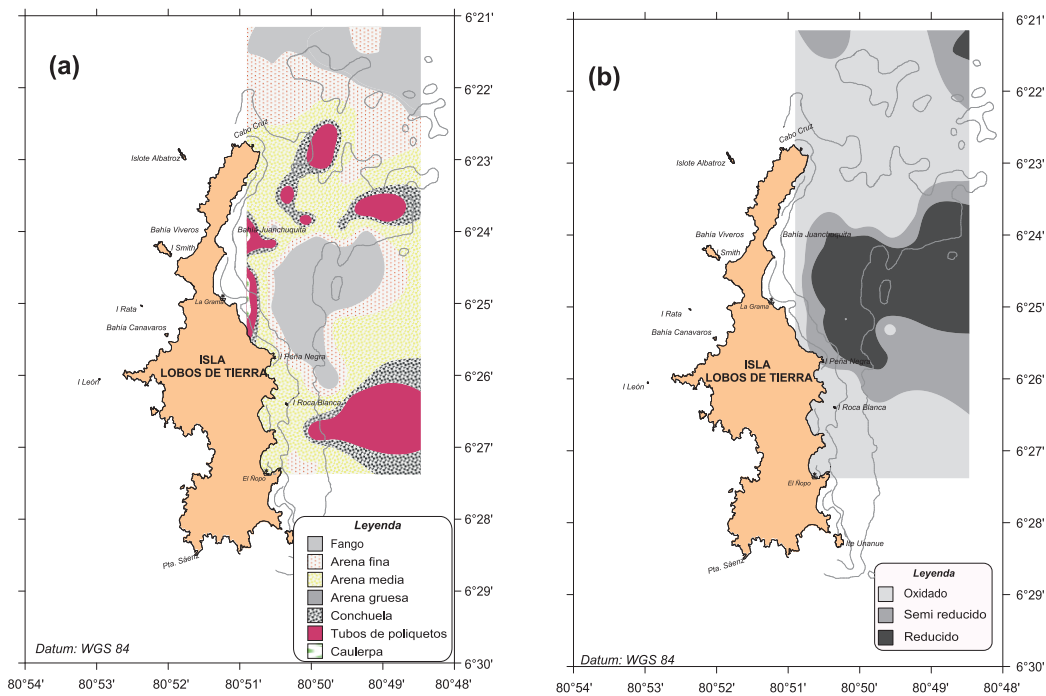 (a)
6°21'
6°22'
6°23'
6°24'
6°25'
6°26'
6°27'
6°28'
6°29'
6°30'
Cabo Cruz
Islote Albatroz
Bahía Viveros
I Smith
Bahía Juanchuquita
La Grama
I Rata
Bahía Canavaros
I León
ISLA
LOBOS DE TIERRA
I Peña Negra
I Roca Blanca
El Ñopo
Pta. Sáenz
Leyenda
Fango
Arena fina
Arena media
Arena gruesa
Conchuela
Tubos de poliquetos
Caulerpa
Datum: WGS 84
80°54' 80°53' 80°52' 80°51' 80°50' 80°49' 80°48'
(b)
6°21'
6°22'
6°23'
6°24'
6°25'
6°26'
6°27'
6°28'
6°29'
6°30'
Cabo Cruz
Islote Albatroz
Bahía Viveros
I Smith
Bahía Juanchuquita
La Grama
I Rata
Bahía Canavaros
I León
ISLA
LOBOS DE TIERRA
I Peña Negra
I Roca Blanca
El Ñopo
Ilte Unanue
Pta. Sáenz
Leyenda
Oxidado
Semi reducido
Reducido
Datum: WGS 84
80°54' 80°53' 80°52' 80°51' 80°50' 80°49' 80°48'